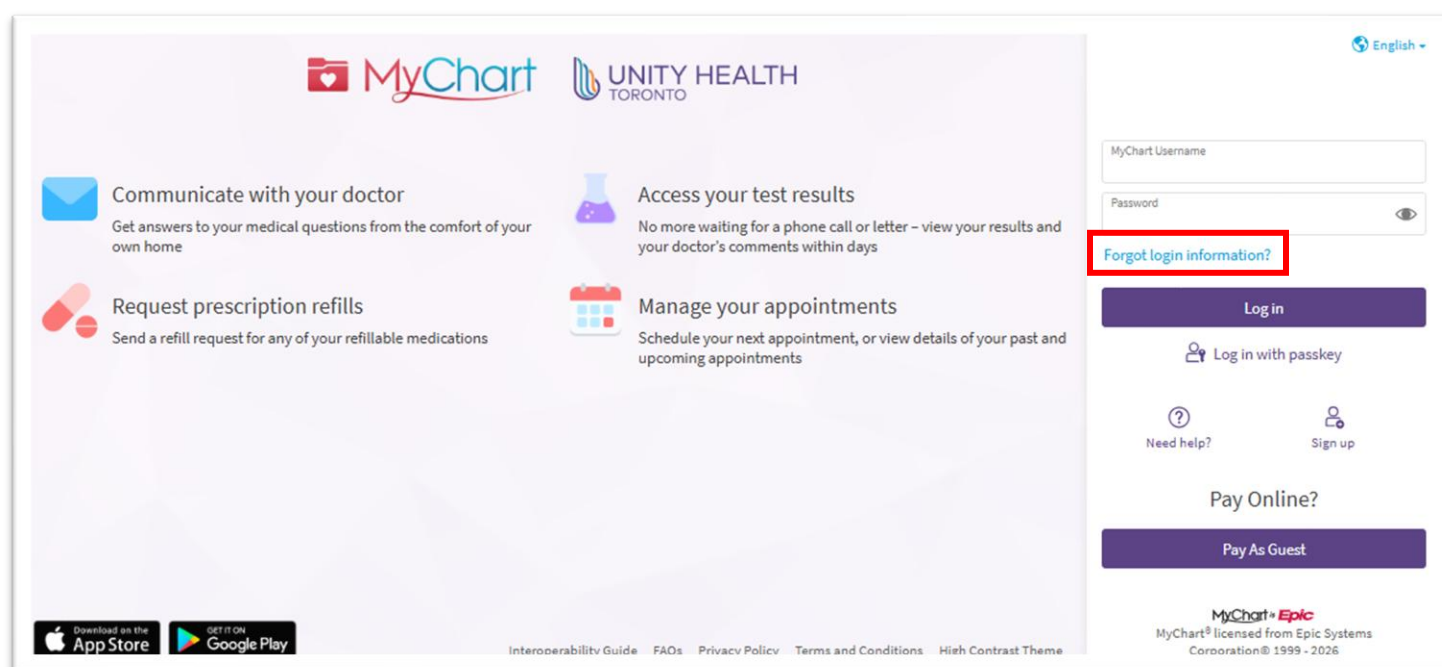 MyChart
UNITY HEALTH
TORONTO
Communicate with your doctor
Get answers to your medical questions from the comfort of your
own home
Access your test results
No more waiting for a phone call or letter – view your results and
your doctor's comments within days
Request prescription refills
Send a refill request for any of your refillable medications
Manage your appointments
Schedule your next appointment, or view details of your past and
upcoming appointments
Download on the
App Store
GET IT ON
Google Play
Interoperability Guide FAQs Privacy Policy Terms and Conditions High Contrast Theme
English
MyChart Username
Password
Forgot login information?
Log in
Log in with passkey
Need help?
Sign up
Pay Online?
Pay As Guest
MyChart by Epic
MyChart® licensed from Epic Systems
Corporation© 1999 - 2026